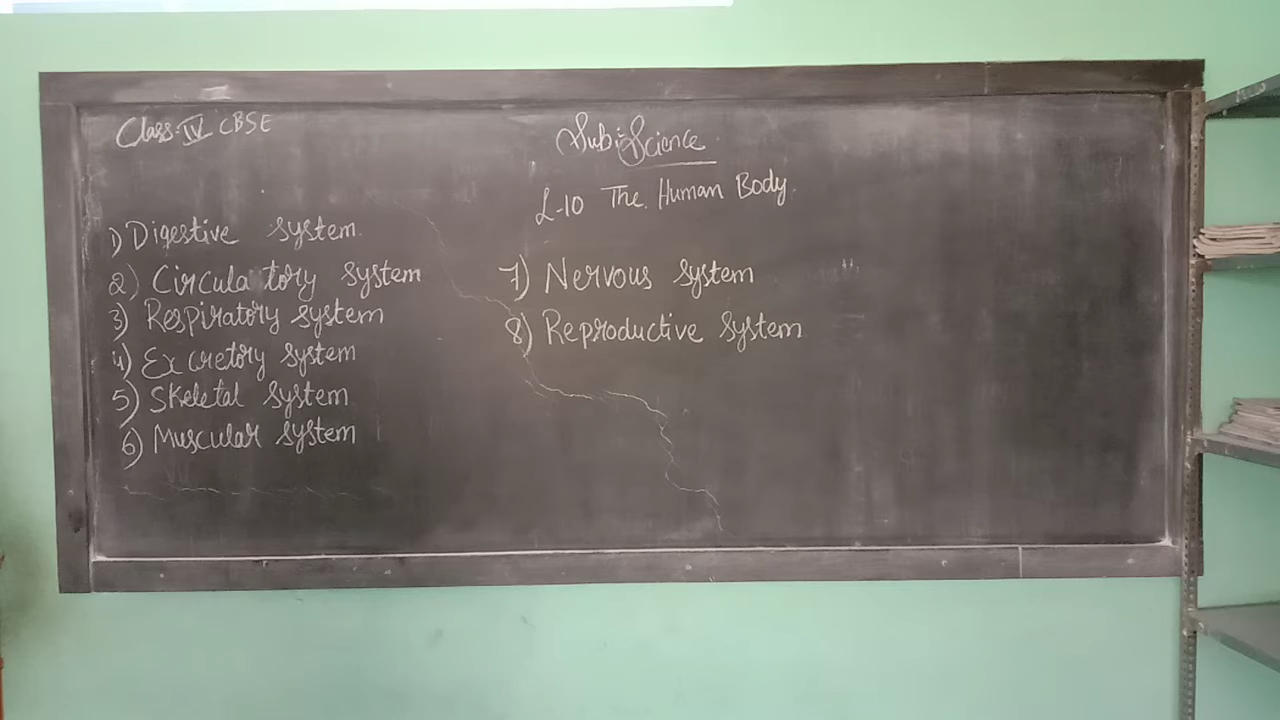 Class-IV CBSE
Sub:- Science
L-10 The Human Body
1) Digestive System
2) Circulatory System
3) Respiratory System
4) Excretory System
5) Skeletal System
6) Muscular System
7) Nervous System
8) Reproductive System